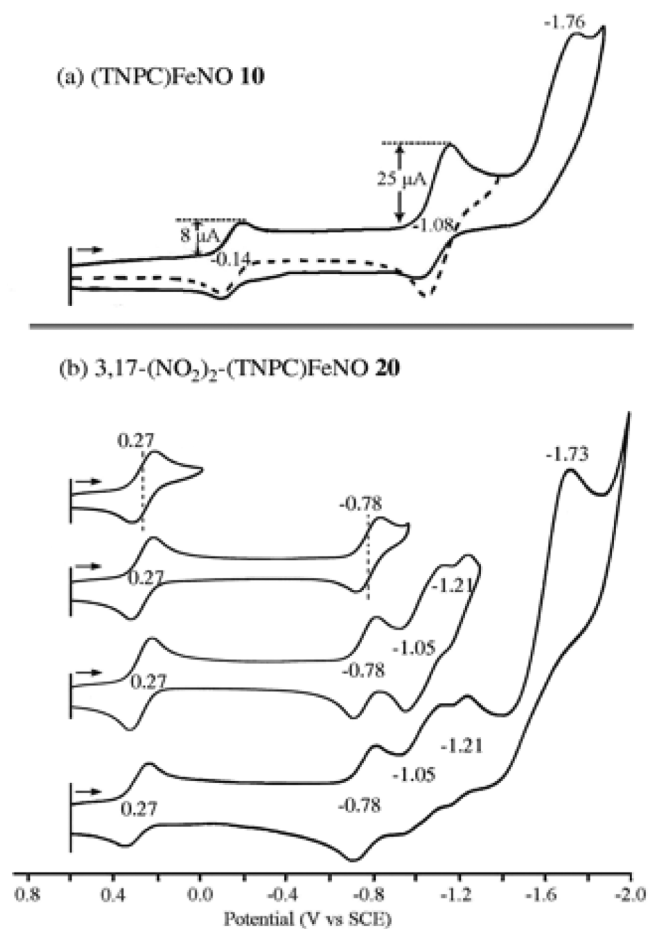 (a) (TNPC)FeNO 10
-1.76
25 μA
8 μA
-0.14
-1.08
(b) 3,17-(NO₂)₂-(TNPC)FeNO 20
0.27
-0.78
-1.73
0.27
-1.21
-1.05
-0.78
0.27
-1.21
-1.05
-0.78
0.27
0.8 0.4 0.0 -0.4 -0.8 -1.2 -1.6 -2.0
Potential (V vs SCE)